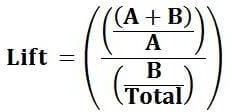 Lift = (((A + B)/A)/(B/Total))